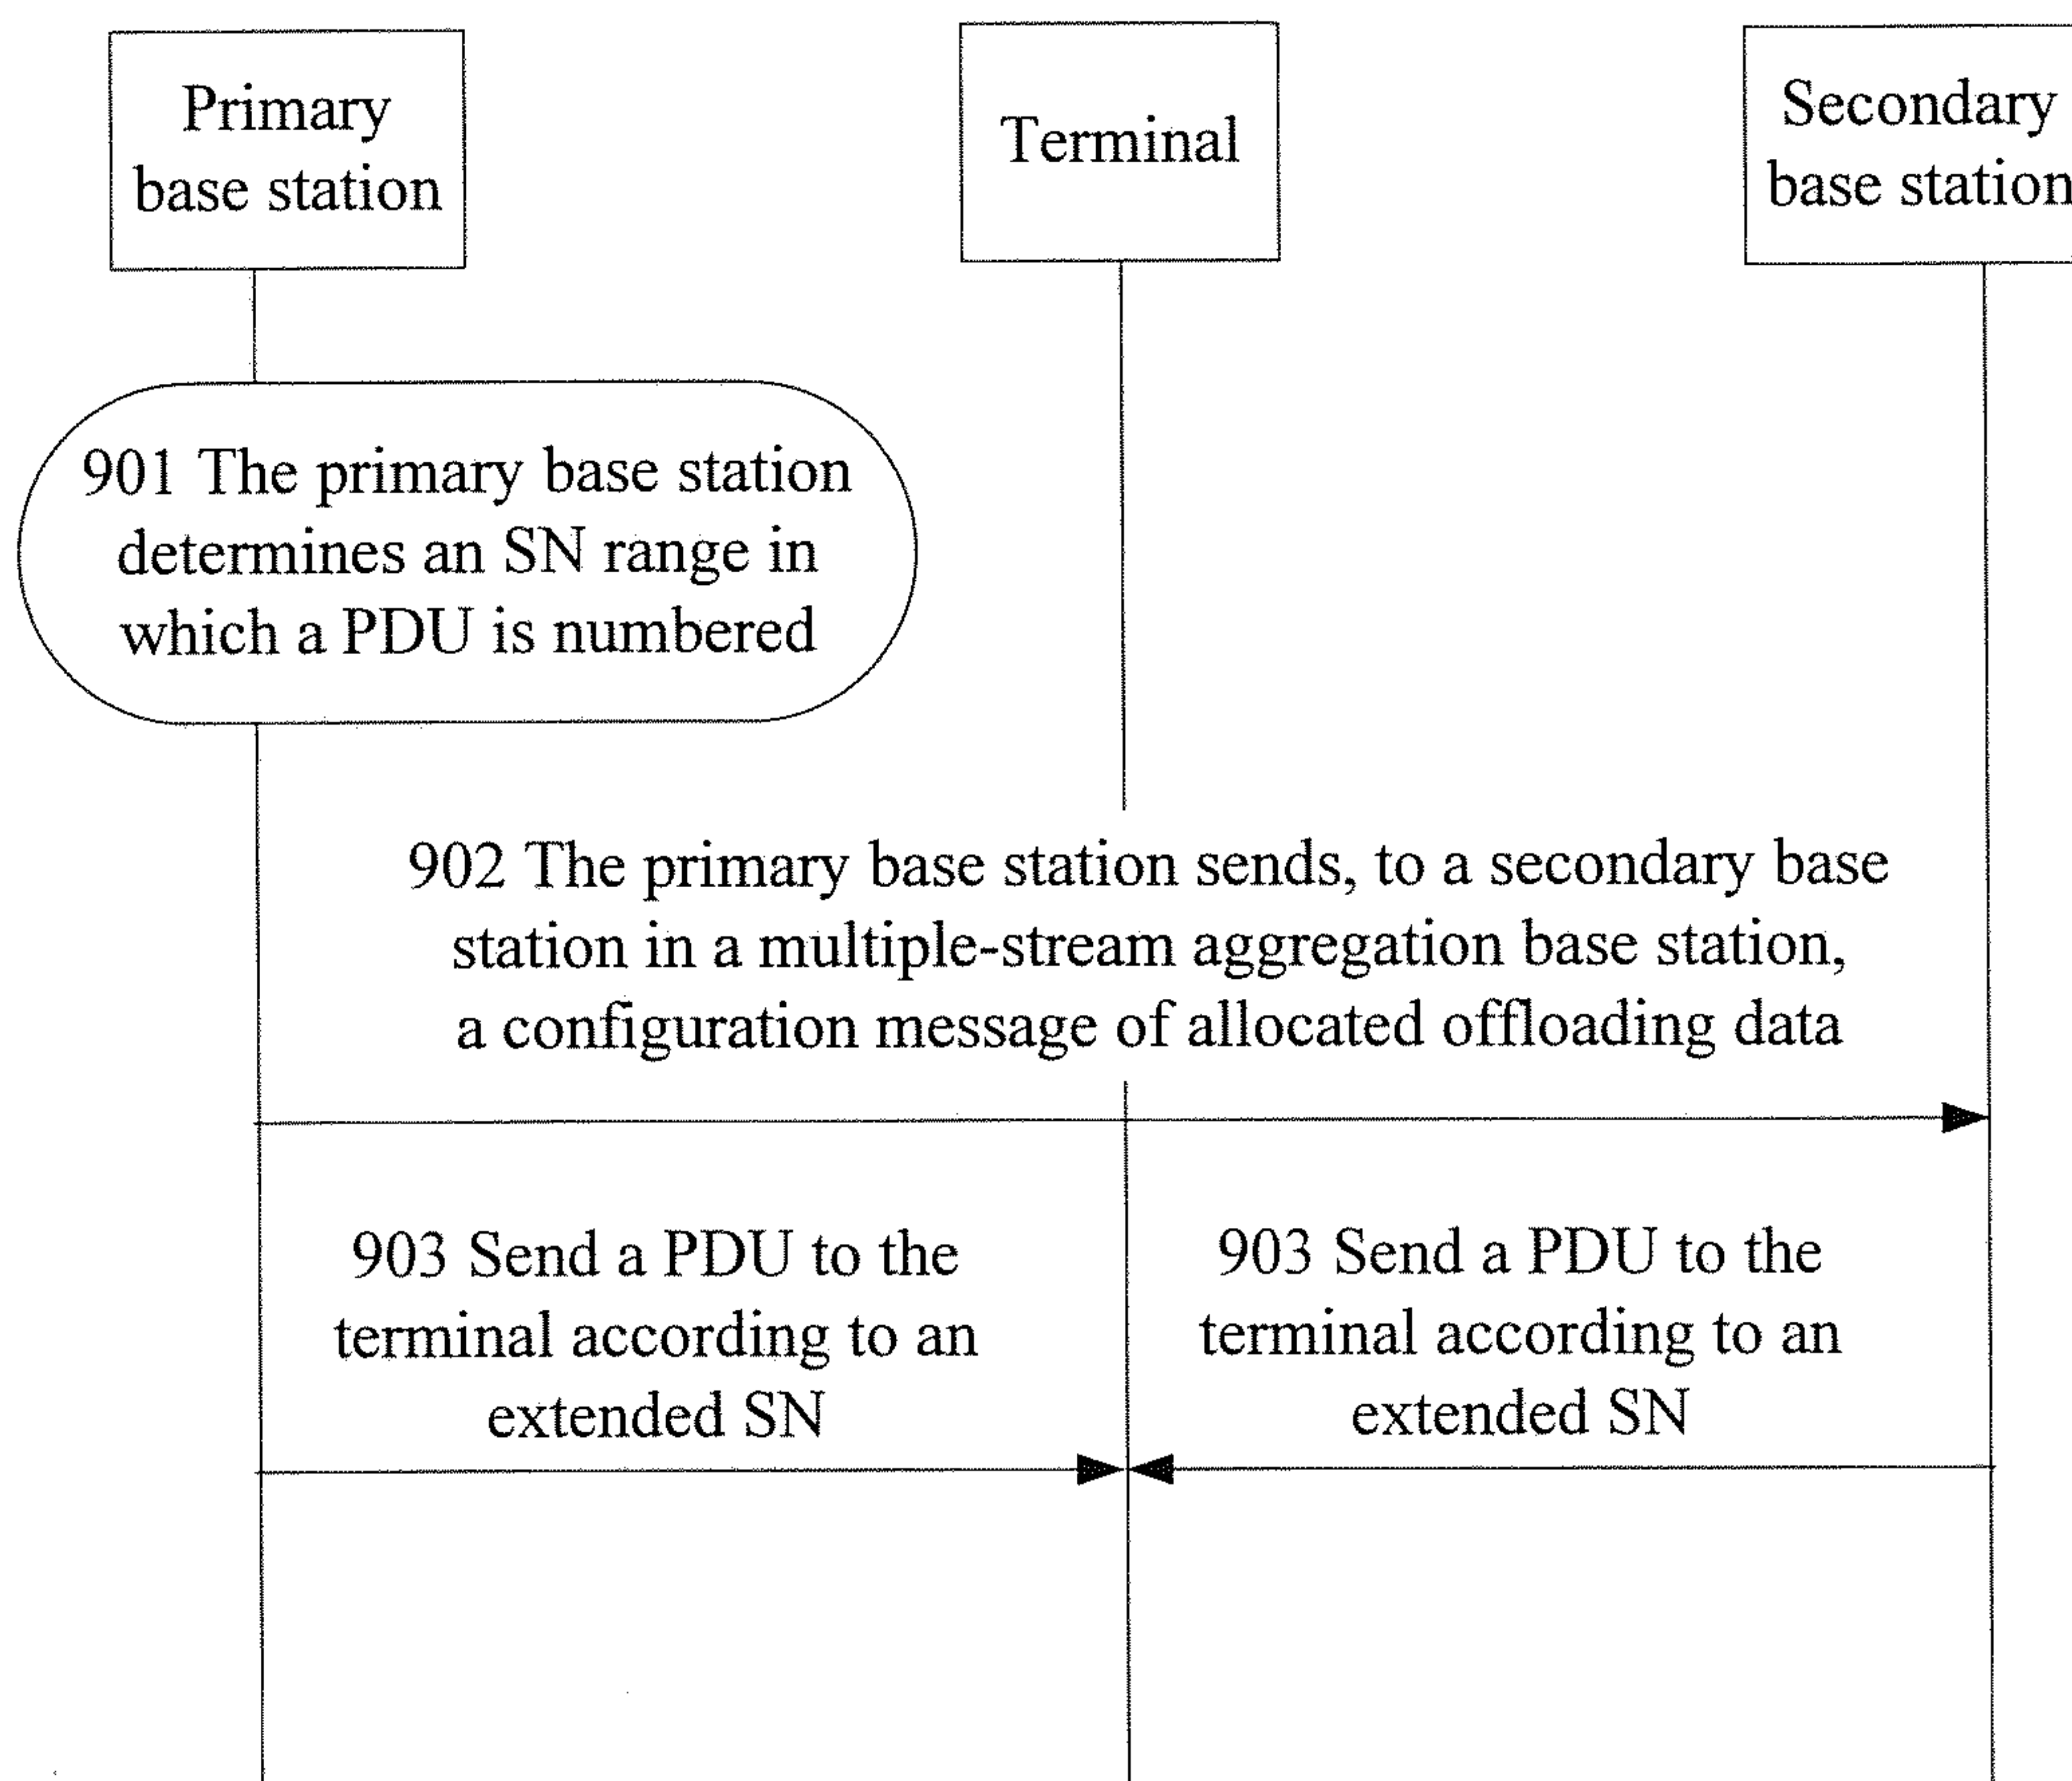 Primary
base station
Terminal
Secondary
base station
901 The primary base station
determines an SN range in
which a PDU is numbered
902 The primary base station sends, to a secondary base
station in a multiple-stream aggregation base station,
a configuration message of allocated offloading data
903 Send a PDU to the
terminal according to an
extended SN
903 Send a PDU to the
terminal according to an
extended SN